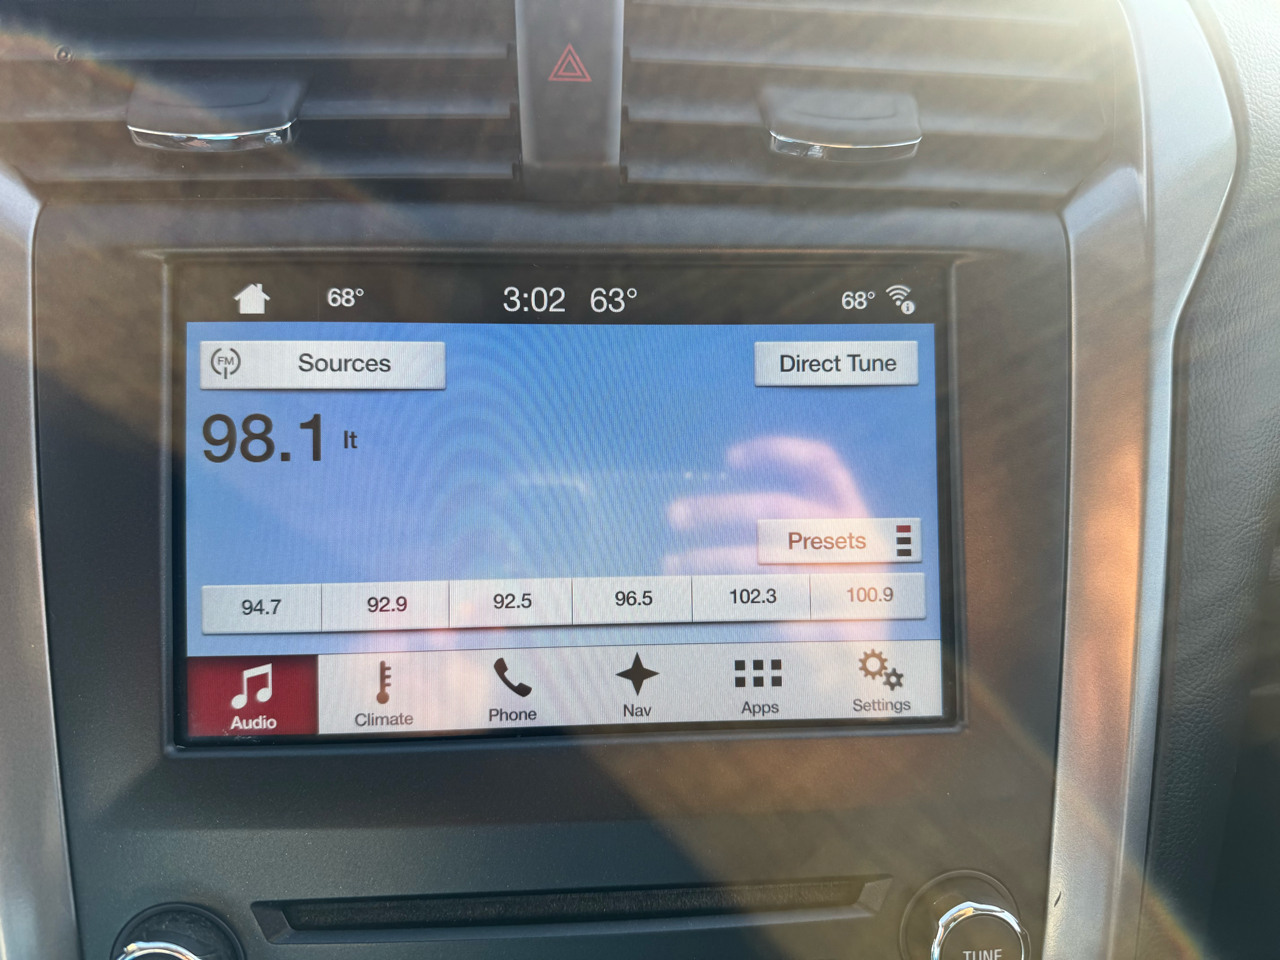 68° 3:02 63° 68°
FM Sources Direct Tune
98.1 It
Presets
94.7 92.9 92.5 96.5 102.3 100.9
Audio Climate Phone Nav Apps Settings
TUNE